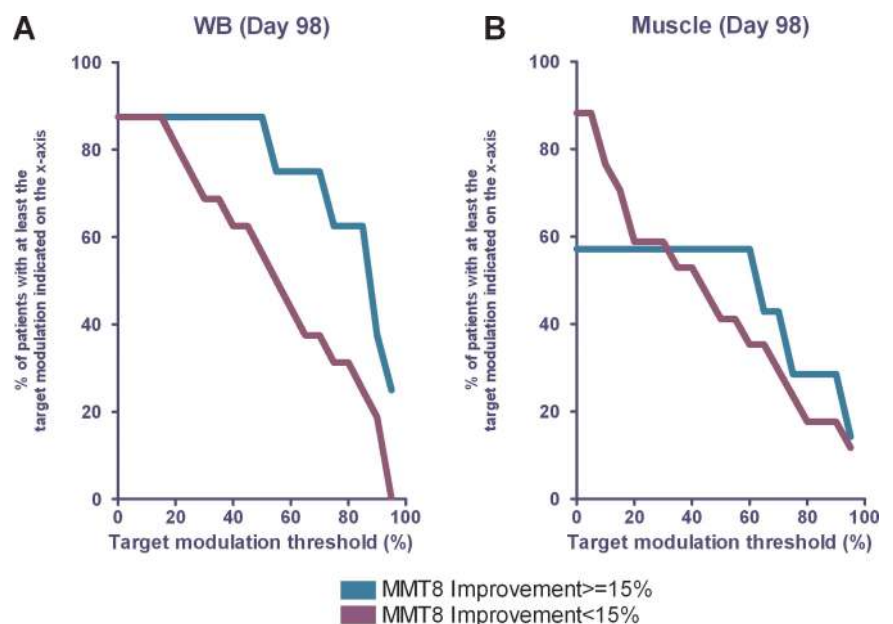 A
WB (Day 98)
% of patients with at least the
target modulation indicated on the x-axis
100
80
60
40
20
0
0 20 40 60 80 100
Target modulation threshold (%)
B
Muscle (Day 98)
% of patients with at least the
target modulation indicated on the x-axis
100
80
60
40
20
0
0 20 40 60 80 100
Target modulation threshold (%)
MMT8 Improvement>=15%
MMT8 Improvement<15%